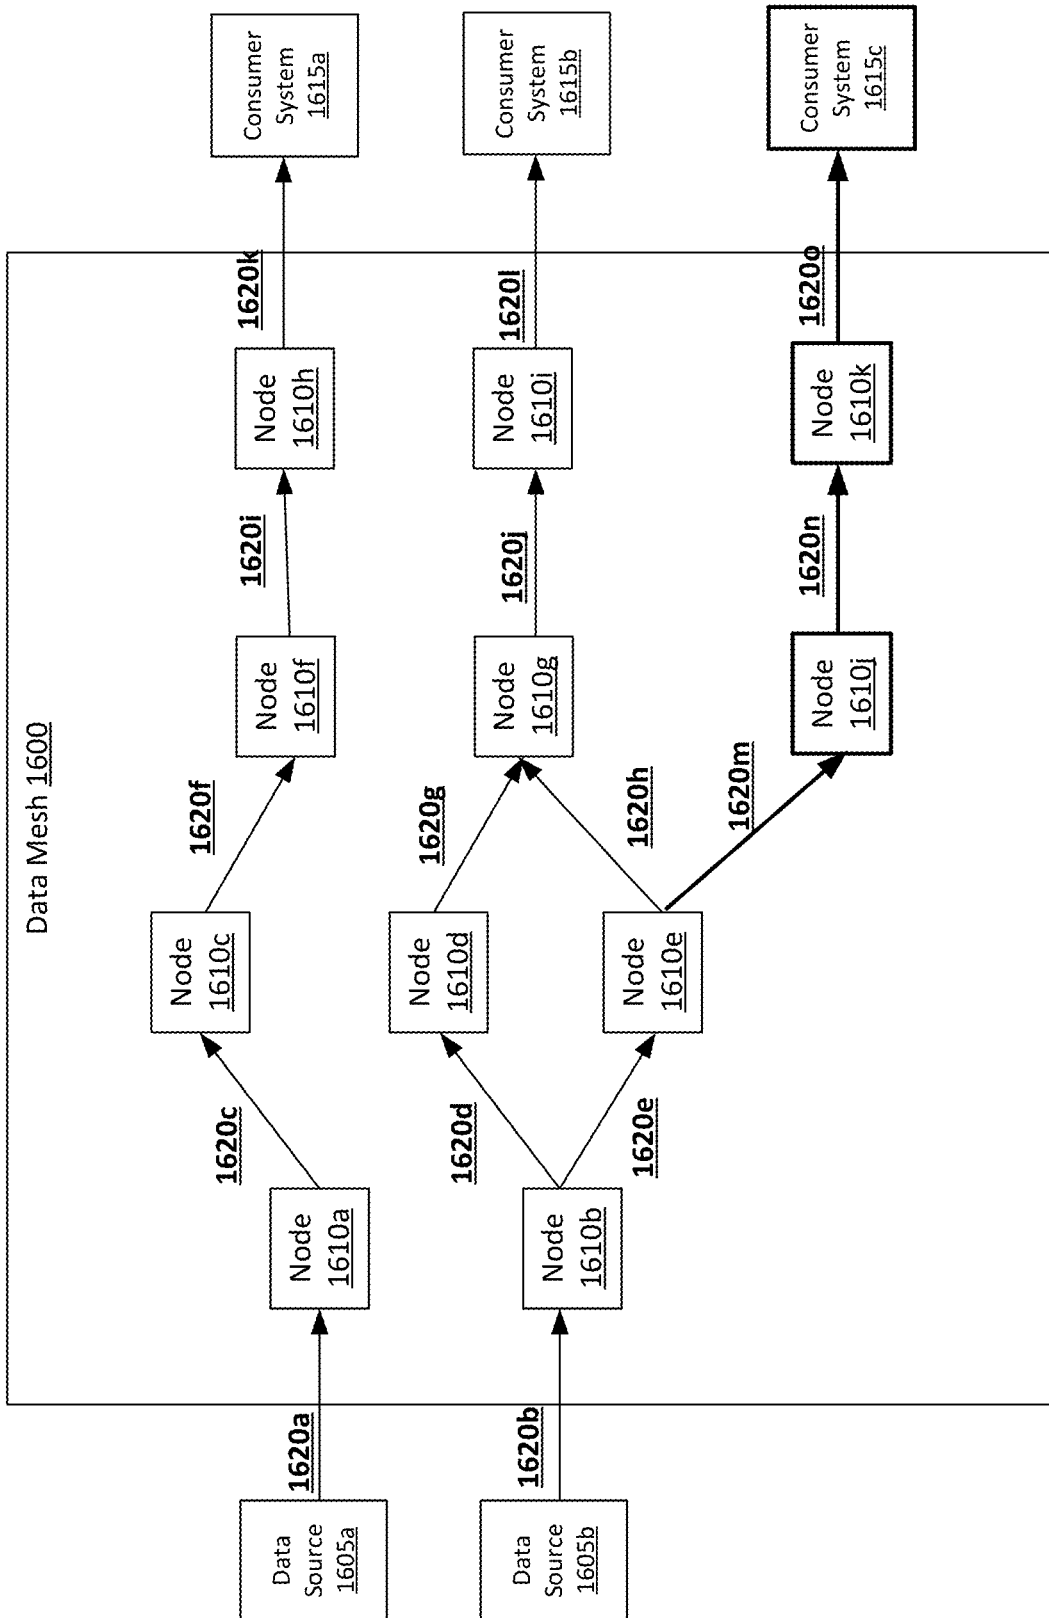 Data Mesh 1600
Data
Source
1605a
1620a
Node
1610a
1620c
Node
1610c
1620f
Node
1610f
1620i
Node
1610h
1620k
Consumer
System
1615a
Data
Source
1605b
1620b
Node
1610b
1620d
Node
1610d
1620g
Node
1610g
1620j
Node
1610i
1620l
Consumer
System
1615b
1620e
Node
1610e
1620h
1620m
Node
1610j
1620n
Node
1610k
1620o
Consumer
System
1615c